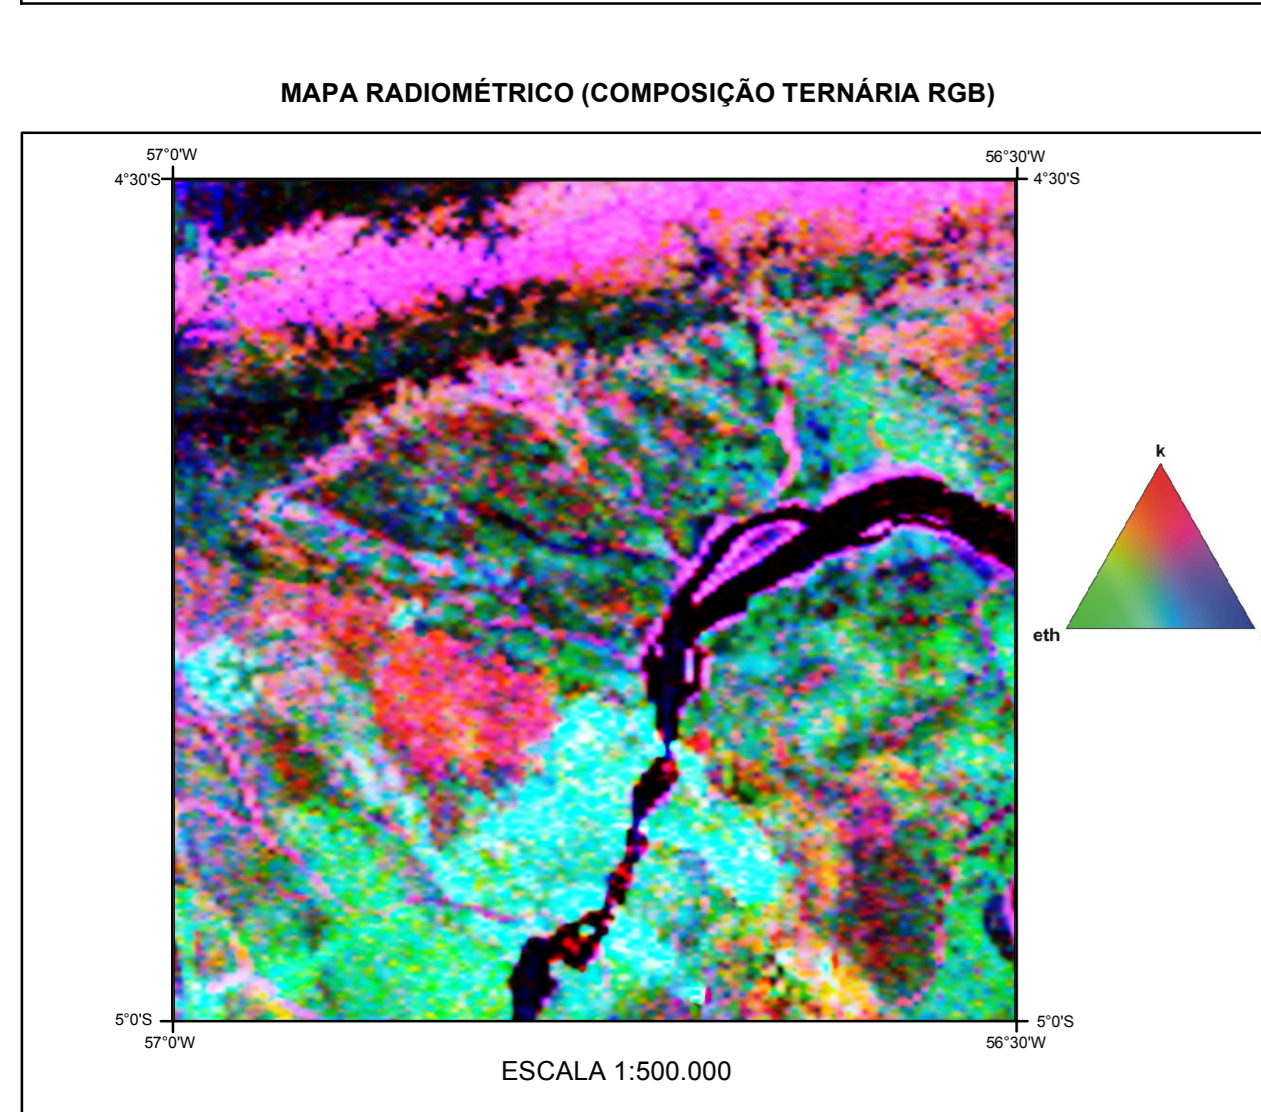 MAPA RADIOMÉTRICO (COMPOSIÇÃO TERNÁRIA RGB)
57°0'W 56°30'W
4°30'S 4°30'S
k
eth
5°0'S 5°0'S
57°0'W 56°30'W
ESCALA 1:500.000